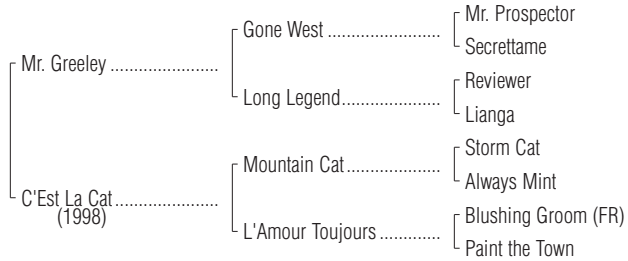 Mr. Prospector
Gone West ........................
Secrettame
Mr. Greeley .......................
Reviewer
Long Legend.....................
Lianga
Storm Cat
Mountain Cat....................
Always Mint
C'Est La Cat ......................
(1998)
Blushing Groom (FR)
L'Amour Toujours .............
Paint the Town